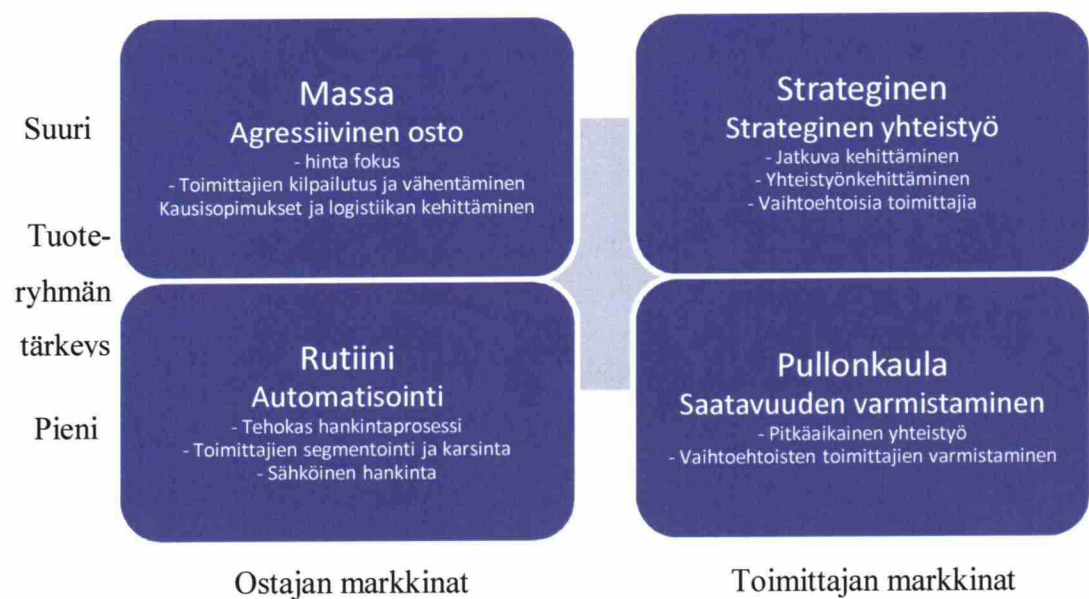 Massa
Agressiivinen osto
- hinta fokus
- Toimittajien kilpailutus ja vähentäminen
Kausisopimukset ja logistiikan kehittäminen
Strateginen
Strateginen yhteistyö
- Jatkuva kehittäminen
- Yhteistyönkehittäminen
- Vaihtoehtoisia toimittajia
Suuri
Tuote-
ryhmän
tärkeys
Pieni
Rutiini
Automatisointi
- Tehokas hankintaprosessi
- Toimittajien segmentointi ja karsinta
- Sähköinen hankinta
Pullonkaula
Saatavuuden varmistaminen
- Pitkäaikainen yhteistyö
- Vaihtoehtoisten toimittajien varmistaminen
Ostajan markkinat
Toimittajan markkinat